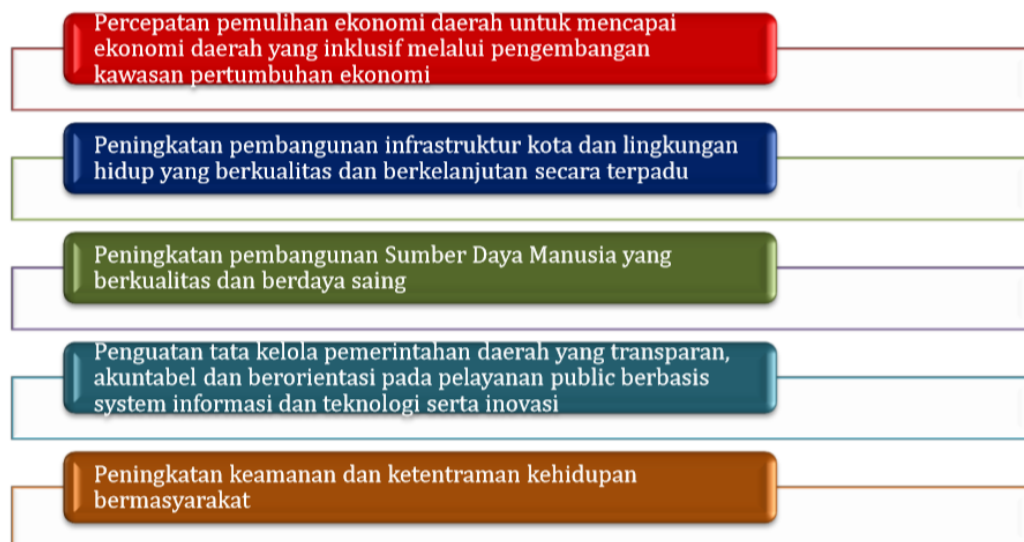 Percepatan pemulihan ekonomi daerah untuk mencapai
ekonomi daerah yang inklusif melalui pengembangan
kawasan pertumbuhan ekonomi
Peningkatan pembangunan infrastruktur kota dan lingkungan
hidup yang berkualitas dan berkelanjutan secara terpadu
Peningkatan pembangunan Sumber Daya Manusia yang
berkualitas dan berdaya saing
Penguatan tata kelola pemerintahan daerah yang transparan,
akuntabel dan berorientasi pada pelayanan public berbasis
system informasi dan teknologi serta inovasi
Peningkatan keamanan dan ketentraman kehidupan
bermasyarakat